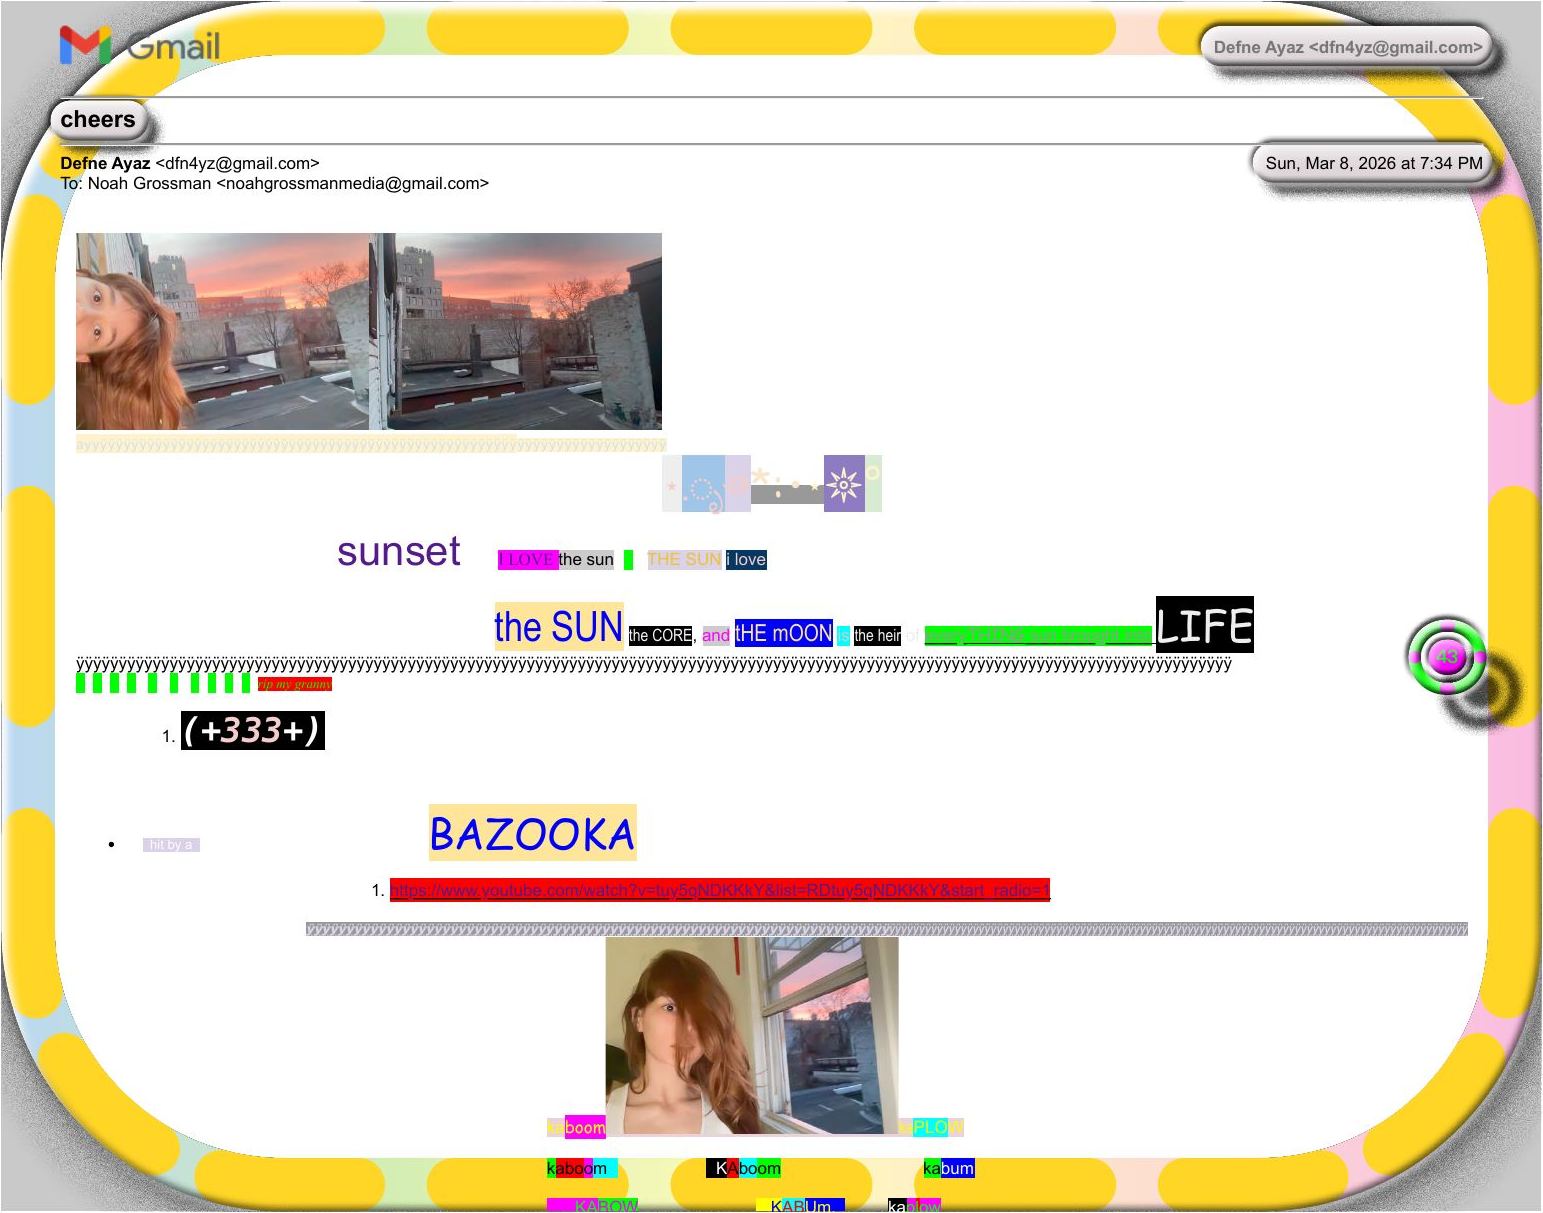 Gmail
Defne Ayaz <dfn4yz@gmail.com>
cheers
Defne Ayaz <dfn4yz@gmail.com>
Sun, Mar 8, 2026 at 7:34 PM
To: Noah Grossman <noahgrossmanmedia@gmail.com>
sunset I LOVE the sun THE SUN i love
the SUN the CORE, and tHE mOON is the heir of LIFE
43
rip my granny
1. (+333+)
BAZOOKA
• hit by a
1. https://www.youtube.com/watch?v=tuy5qNDKKkY&list=RDtuy5qNDKKkY&start_radio=1
kaboom kaPLOW
kaboom KAboom kabum
KABOW KABUm kablow